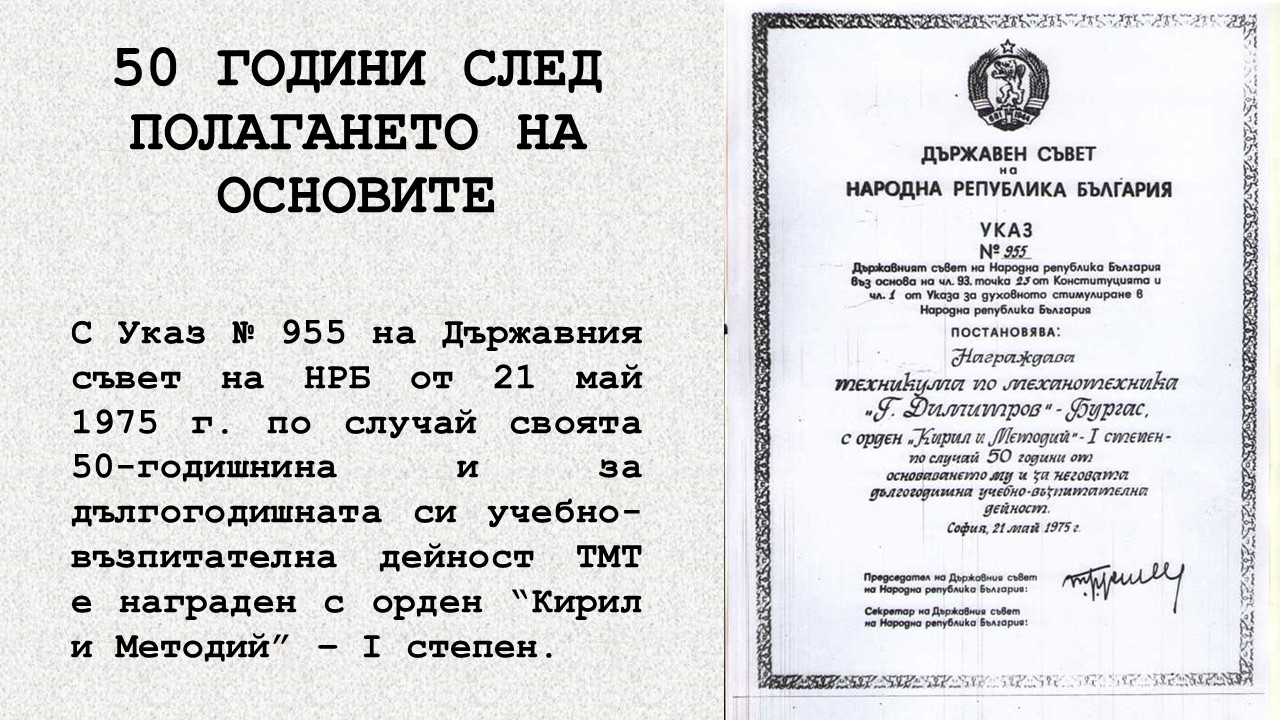 50 ГОДИНИ СЛЕД
ПОЛАГАНЕТО НА
ОСНОВИТЕ
С Указ № 955 на Държавния
съвет на НРБ от 21 май
1975 г. по случай своята
50-годишнина и за
дългогодишната си учебно-
възпитателна дейност ТМТ
е награден с орден “Кирил
и Методий” – I степен.
ДЪРЖАВЕН СЪВЕТ
на
НАРОДНА РЕПУБЛИКА БЪЛГАРИЯ
УКАЗ
№ 955
Държавният съвет на Народна република България
въз основа на чл. 93. точка 23 от Конституцията и
чл. 1 от Указа за духовното стимулиране в
Народна република България
ПОСТАНОВЯВА:
Награждава
техникума по механотехника
„Г. Димитров“ - Бургас,
с орден „Кирил и Методий“ - I степен -
по случай 50 години от
основаването му и за неговата
дългогодишна учебно-възпитателна
дейност.
София, 21 май 1975 г.
Председател на Държавния съвет
на Народна република България:
Секретар на Държавния съвет
на Народна република България: